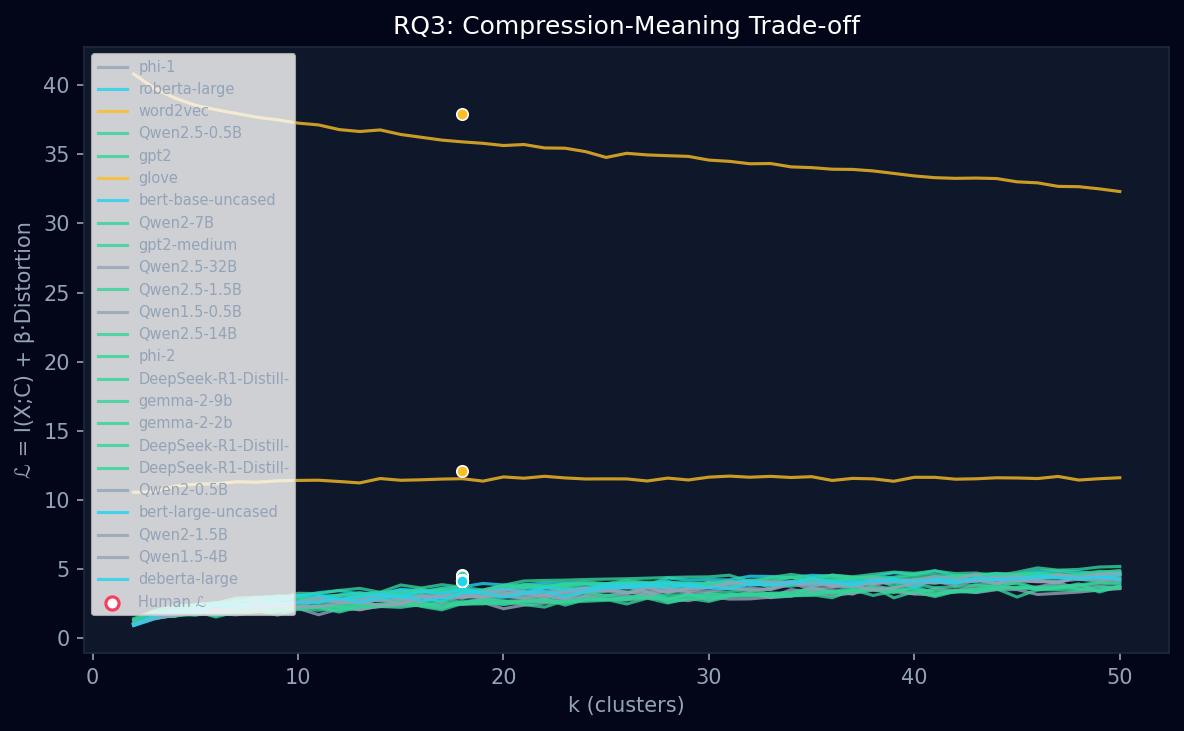 RQ3: Compression-Meaning Trade-off
phi-1
roberta-large
word2vec
Qwen2.5-0.5B
gpt2
glove
bert-base-uncased
Qwen2-7B
gpt2-medium
Qwen2.5-32B
Qwen2.5-1.5B
Qwen1.5-0.5B
Qwen2.5-14B
phi-2
DeepSeek-R1-Distill-
gemma-2-9b
gemma-2-2b
DeepSeek-R1-Distill-
DeepSeek-R1-Distill-
Qwen2-0.5B
bert-large-uncased
Qwen2-1.5B
Qwen1.5-4B
deberta-large
Human ℒ
ℒ = I(X;C) + β·Distortion
40
35
30
25
20
15
10
5
0
0 10 20 30 40 50
k (clusters)